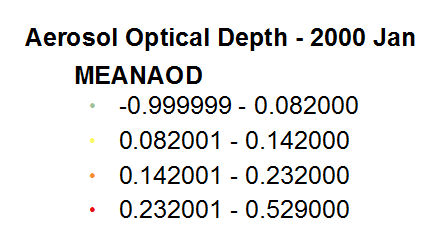 Aerosol Optical Depth - 2000 Jan
MEANAOD
-0.999999 - 0.082000
0.082001 - 0.142000
0.142001 - 0.232000
0.232001 - 0.529000